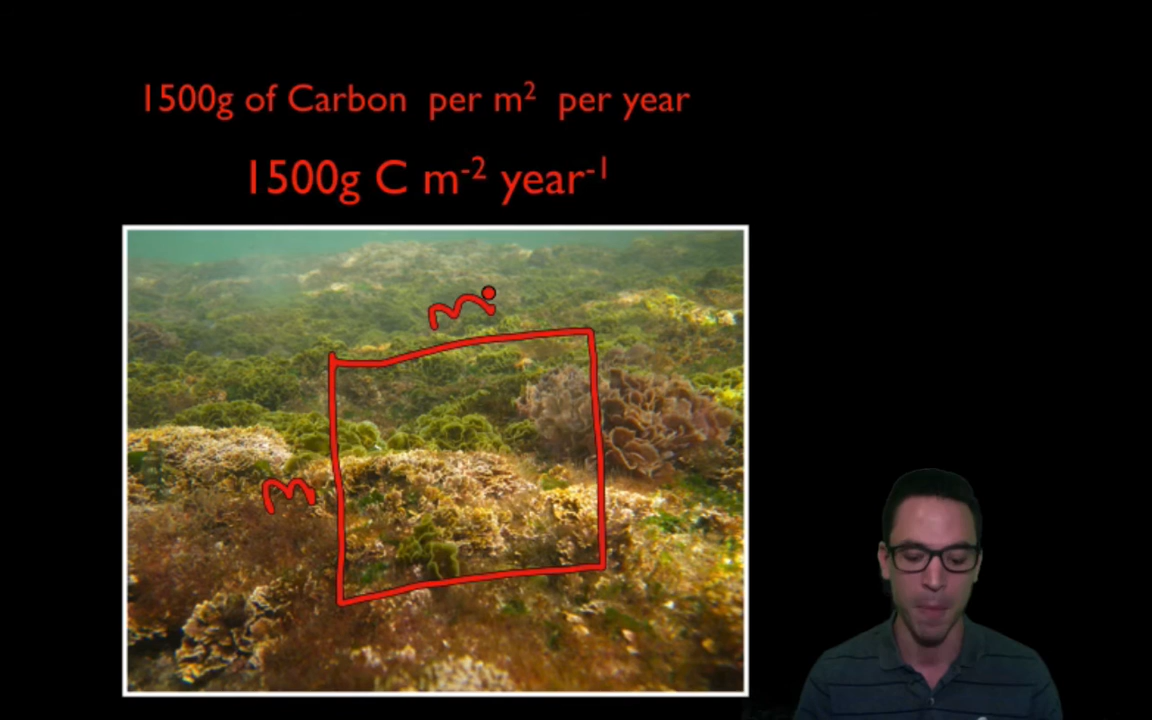 1500g of Carbon per m² per year
1500g C m⁻² year⁻¹
m
m